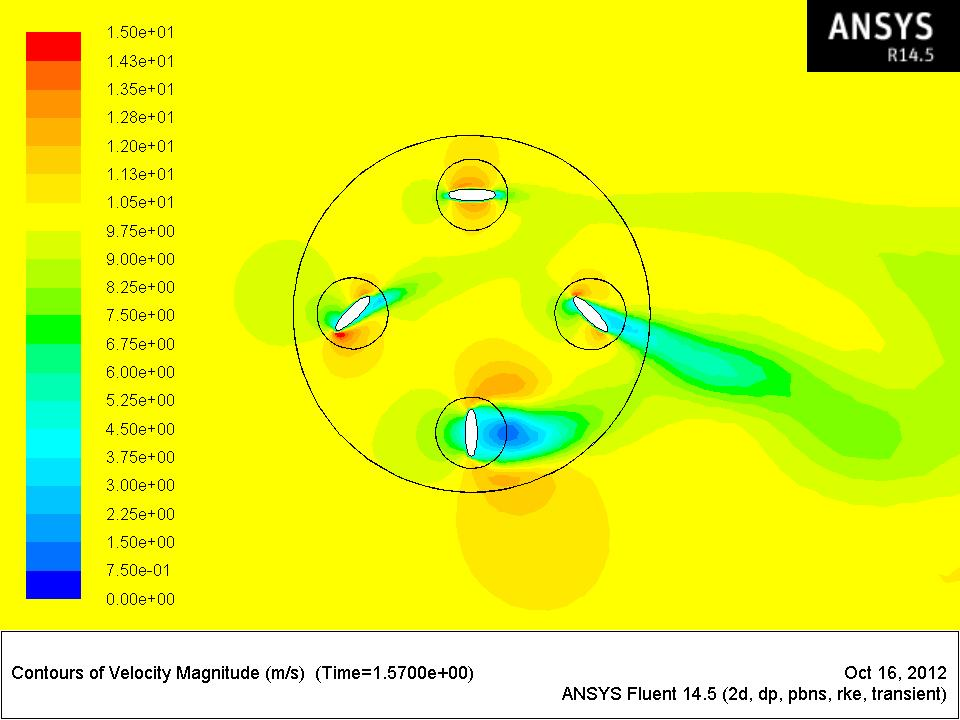 ANSYS
R14.5
1.50e+01
1.43e+01
1.35e+01
1.28e+01
1.20e+01
1.13e+01
1.05e+01
9.75e+00
9.00e+00
8.25e+00
7.50e+00
6.75e+00
6.00e+00
5.25e+00
4.50e+00
3.75e+00
3.00e+00
2.25e+00
1.50e+00
7.50e-01
0.00e+00
Contours of Velocity Magnitude (m/s)  (Time=1.5700e+00)
Oct 16, 2012
ANSYS Fluent 14.5 (2d, dp, pbns, rke, transient)